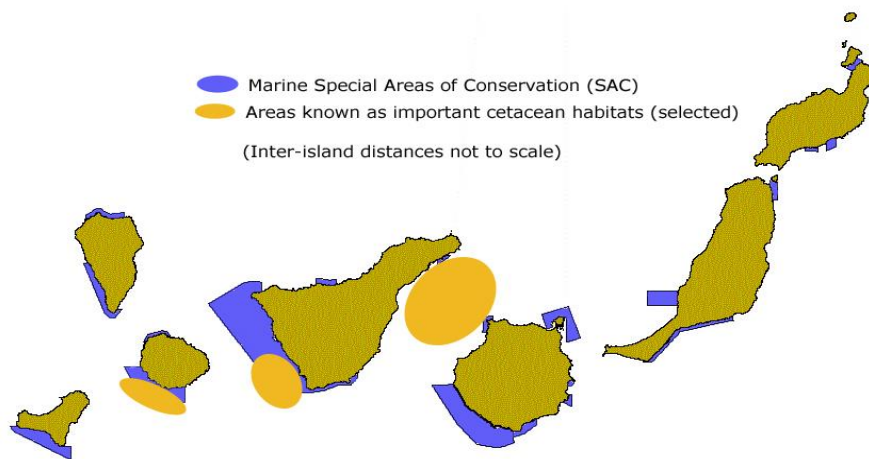 Marine Special Areas of Conservation (SAC)
Areas known as important cetacean habitats (selected)
(Inter-island distances not to scale)